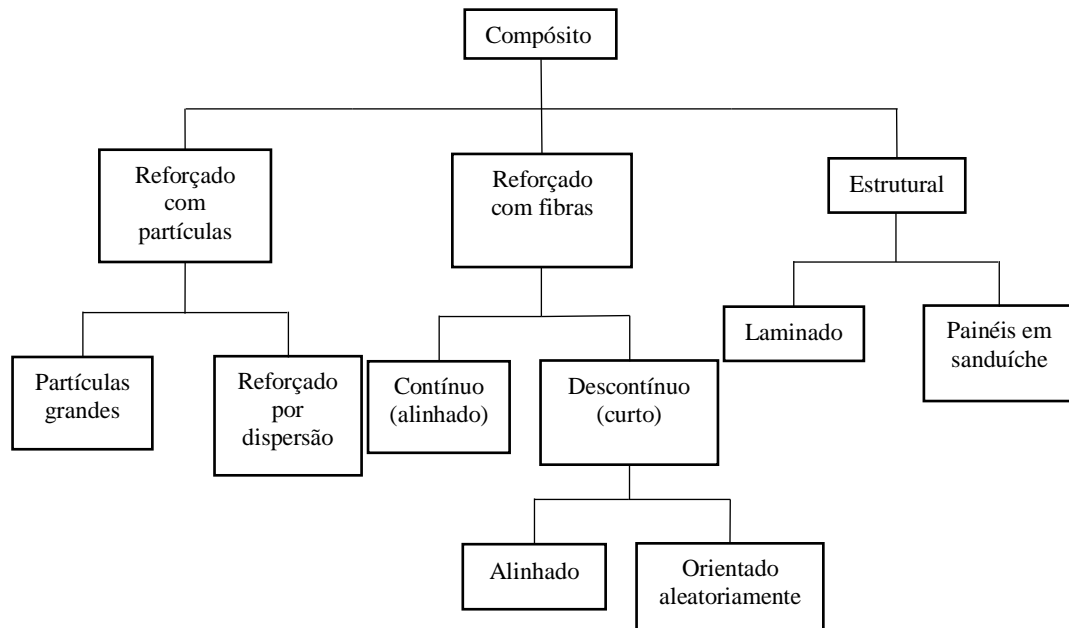 Compósito
Reforçado
com
partículas
Reforçado
com fibras
Estrutural
Partículas
grandes
Reforçado
por
dispersão
Contínuo
(alinhado)
Descontínuo
(curto)
Laminado
Painéis em
sanduíche
Alinhado
Orientado
aleatoriamente